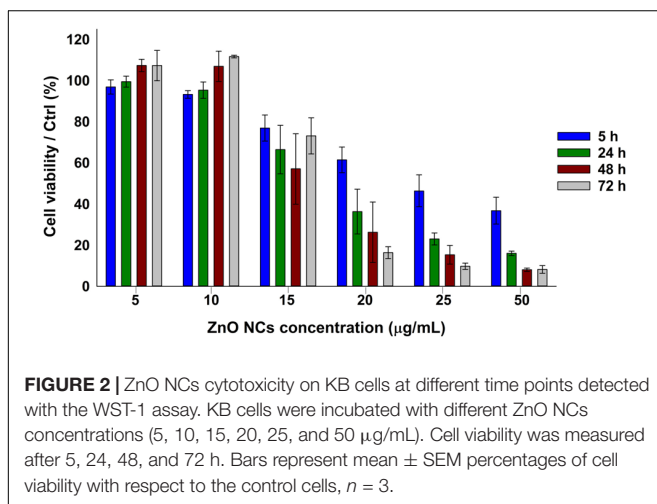 120
100
80
60
40
20
0
Cell viability / Ctrl (%)
5 h
24 h
48 h
72 h
5 10 15 20 25 50
ZnO NCs concentration (μg/mL)
FIGURE 2 | ZnO NCs cytotoxicity on KB cells at different time points detected
with the WST-1 assay. KB cells were incubated with different ZnO NCs
concentrations (5, 10, 15, 20, 25, and 50 μg/mL). Cell viability was measured
after 5, 24, 48, and 72 h. Bars represent mean ± SEM percentages of cell
viability with respect to the control cells, n = 3.